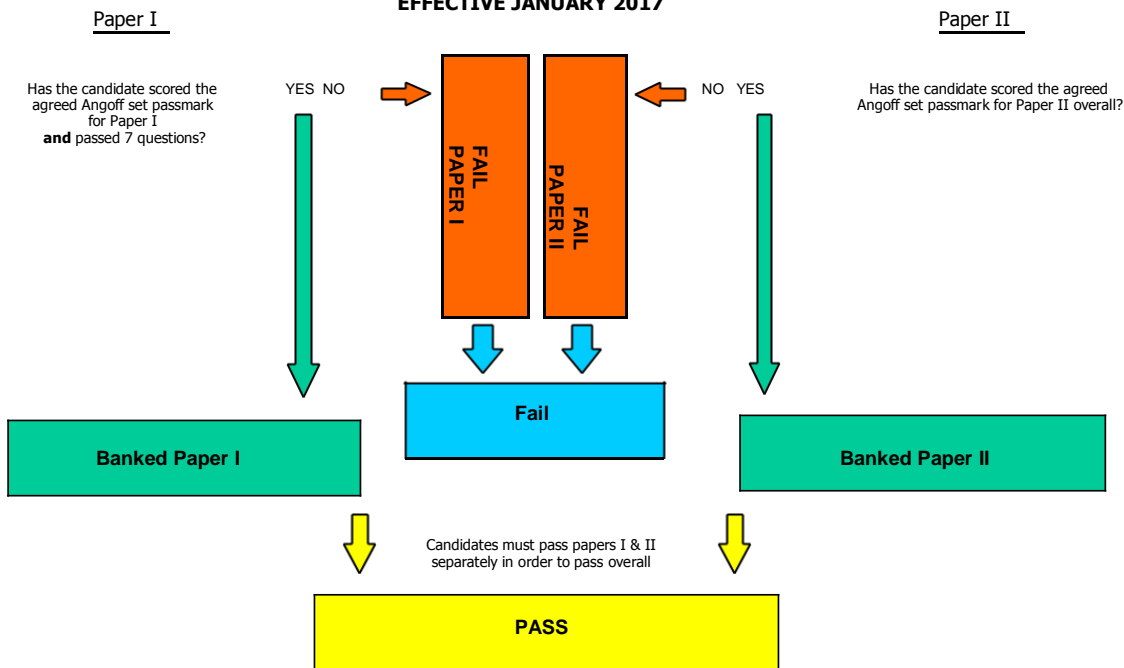 EFFECTIVE JANUARY 2017
Paper I
Paper II
Has the candidate scored the
agreed Angoff set passmark
for Paper I
and passed 7 questions?
YES NO
NO YES
Has the candidate scored the agreed
Angoff set passmark for Paper II overall?
FAIL
PAPER I
FAIL
PAPER II
Fail
Banked Paper I
Banked Paper II
Candidates must pass papers I & II
separately in order to pass overall
PASS